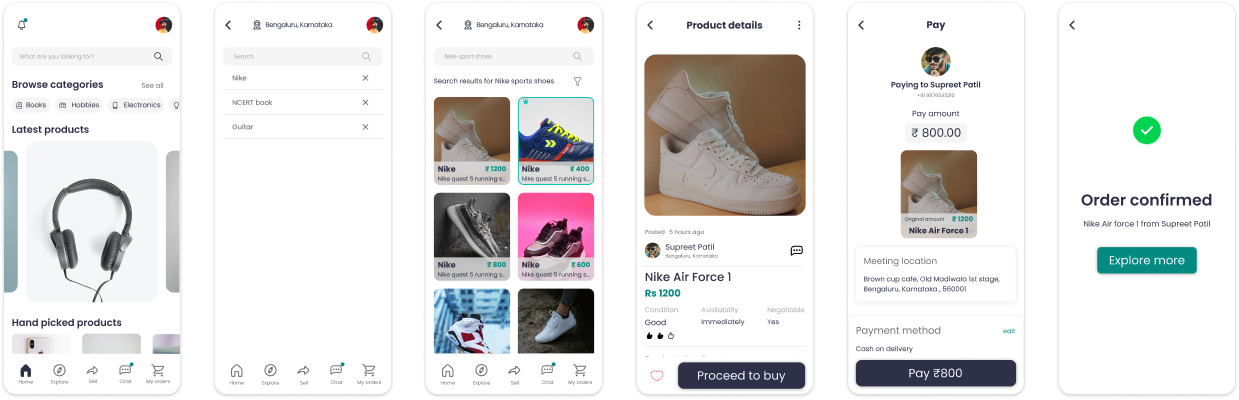 What are you looking for?
Browse categories
See all
Books
Hobbies
Electronics
Latest products
Hand picked products
Home
Explore
Sell
Chat
My orders
Bengaluru, Karnataka
Search
Nike
NCERT book
Guitar
Home
Explore
Sell
Chat
My orders
Bengaluru, Karnataka
Nike sport shoes
Search results for Nike sports shoes
Nike ₹ 1200
Nike quest 5 running s...
Nike ₹ 400
Nike quest 5 running s...
Nike ₹ 800
Nike quest 5 running s...
Nike ₹ 600
Nike quest 5 running s...
Home
Explore
Sell
Chat
My orders
Product details
Posted - 5 hours ago
Supreet Patil
Bengaluru, Karnataka
Nike Air Force 1
Rs 1200
Condition
Availability
Negotiable
Good
Immediately
Yes
Proceed to buy
Pay
Paying to Supreet Patil
Pay amount
₹ 800.00
Original amount ₹ 1200
Nike Air Force 1
Meeting location
Brown cup cafe, Old Madiwala 1st stage,
Bengaluru, Karnataka , 560001
Payment method
edit
Cash on delivery
Pay ₹800
Order confirmed
Nike Air force 1 from Supreet Patil
Explore more